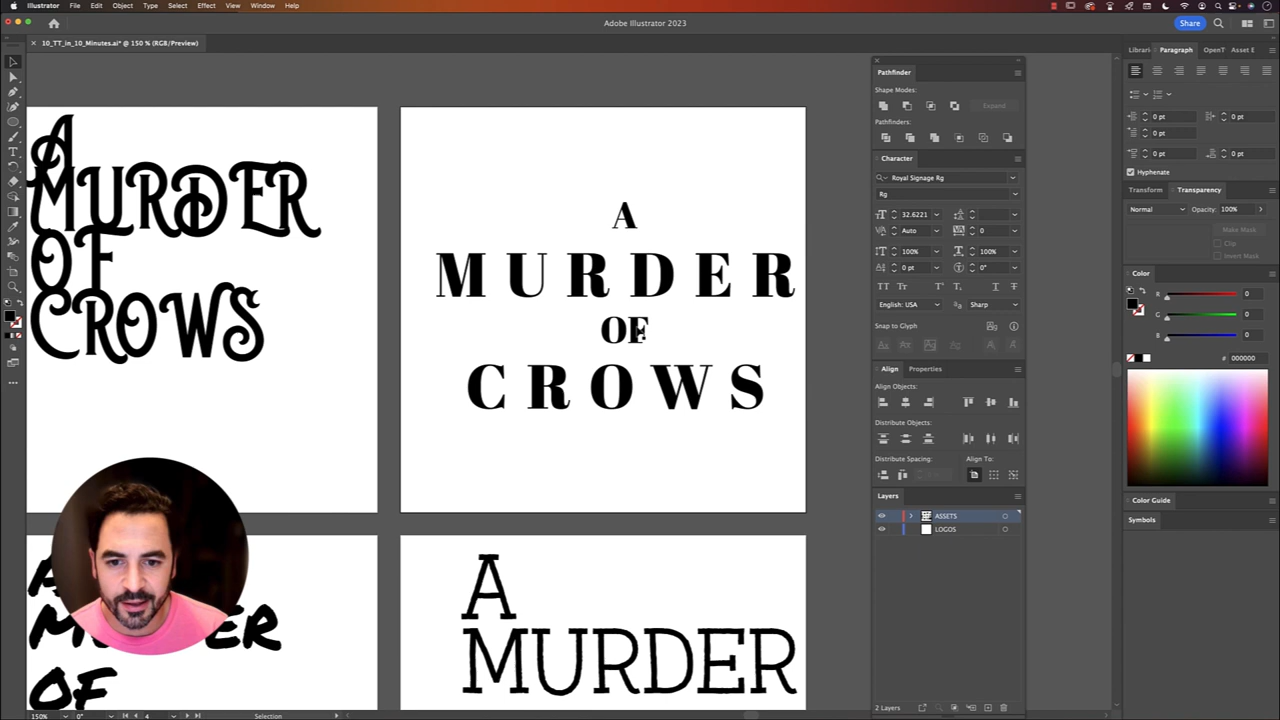 Illustrator File Edit Object Type Select Effect View Window Help
Adobe Illustrator 2023
Share
10_TT_in_10_Minutes.ai* @ 150 % (RGB/Preview)
A
MURDER
OF
CROWS
A
MURDER
OF
CROWS
OF
A
MURDER
Pathfinder
Shape Modes:
Expand
Pathfinders:
Character
Royal Signage Rg
Rg
32.6221
Auto
0
100%
100%
0 pt
0°
English: USA
Sharp
Snap to Glyph
Align
Properties
Align Objects:
Distribute Objects:
Distribute Spacing:
Align To:
Layers
ASSETS
LOGOS
2 Layers
Librari
Paragraph
OpenT
Asset E
0 pt
0 pt
0 pt
0 pt
0 pt
Hyphenate
Transform
Transparency
Normal
Opacity:
100%
Make Mask
Clip
Invert Mask
Color
R
0
G
0
B
0
#
000000
Color Guide
Symbols
150%
0°
4
Selection